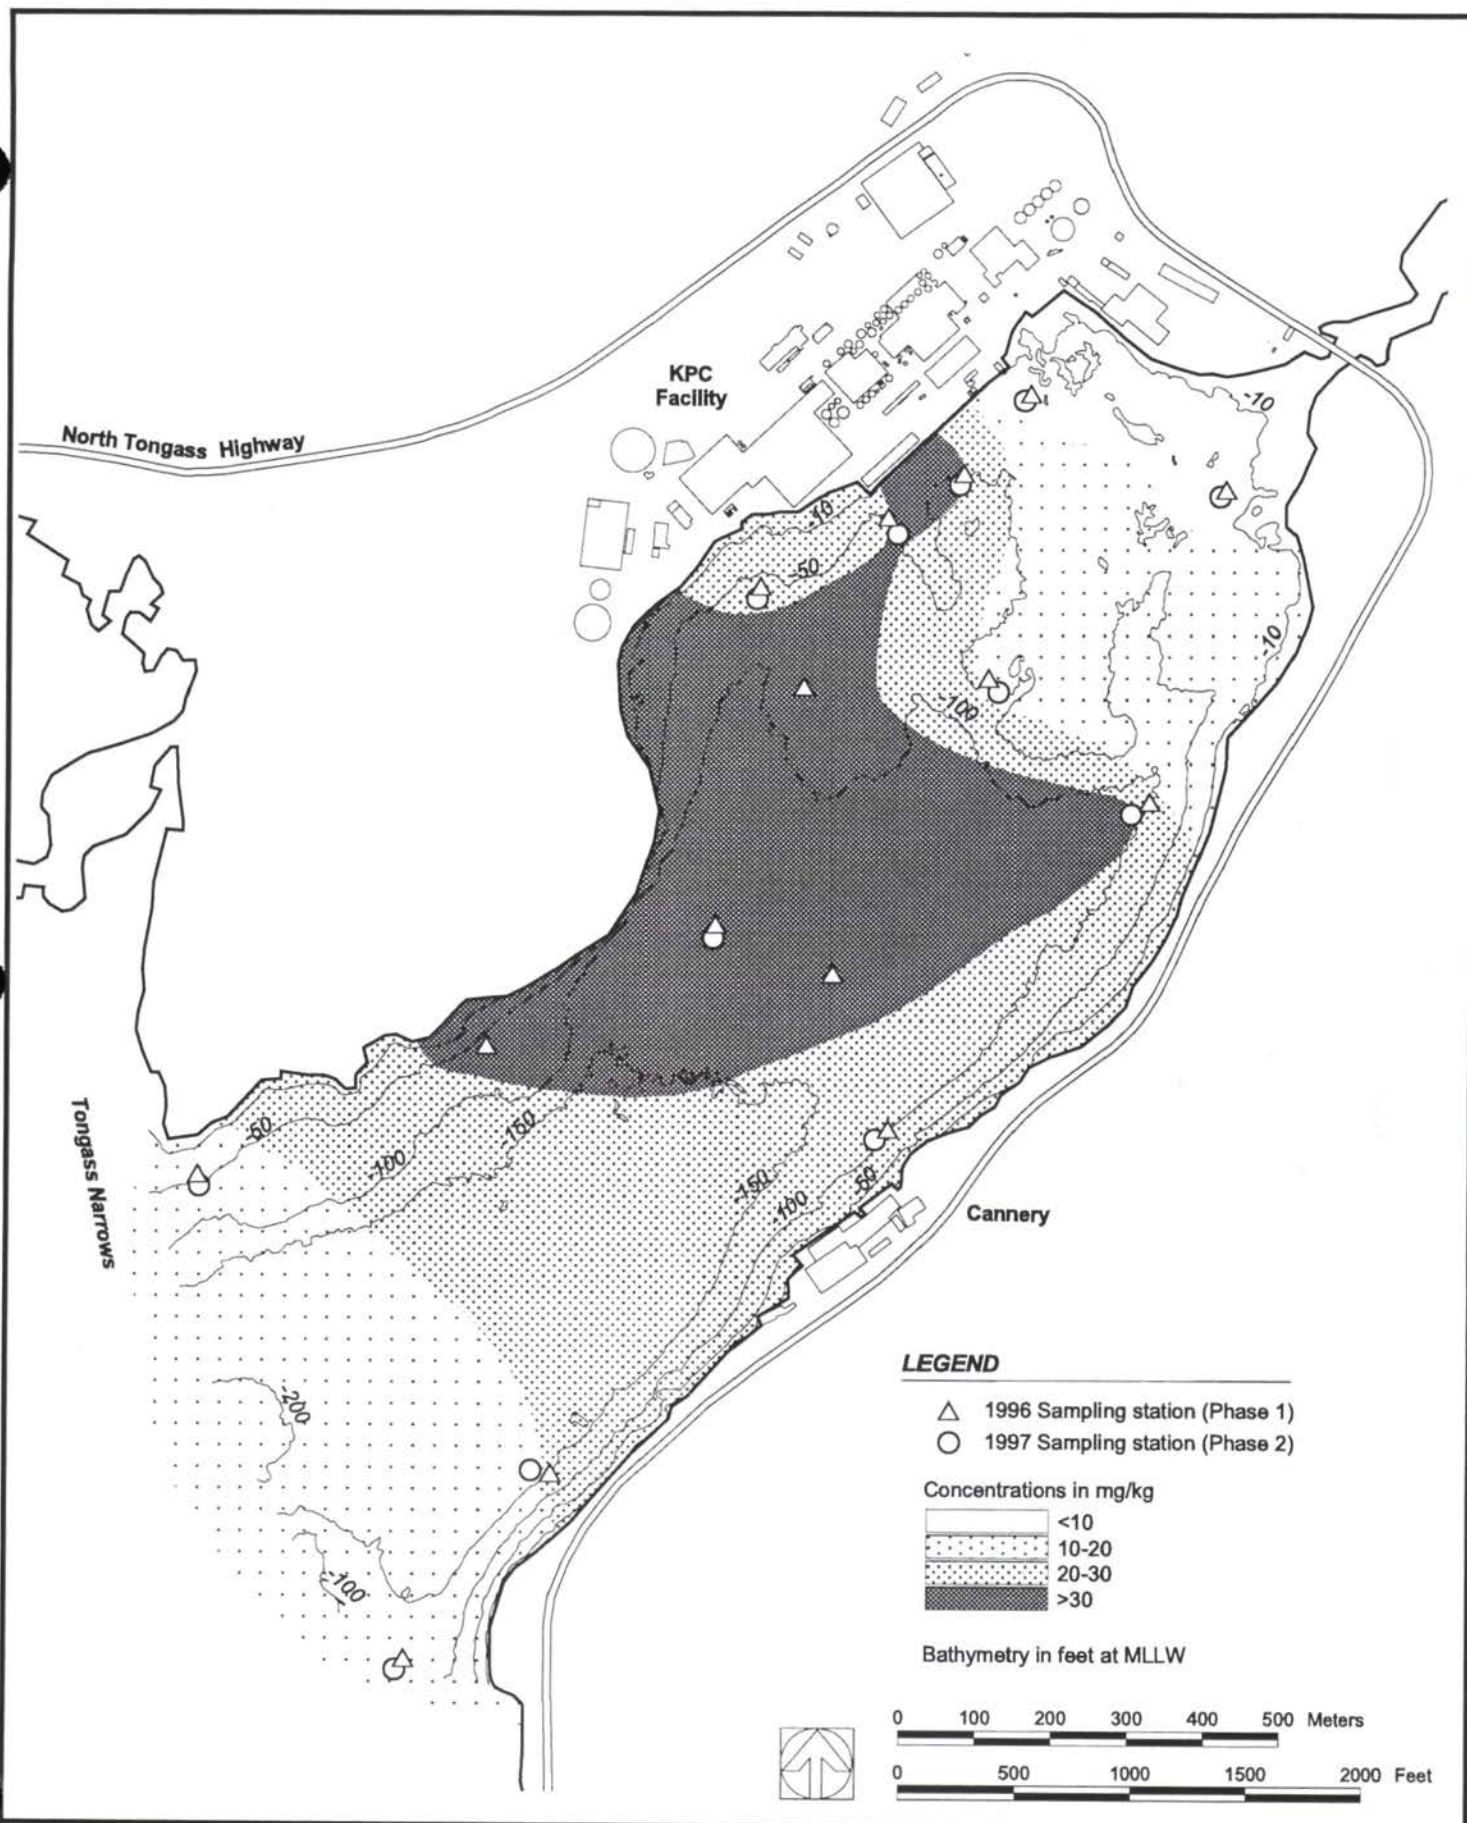 KPC
Facility
North Tongass Highway
-10
-10
-50
-10
-100
-50
-100
-150
-150
-100
-50
Tongass Narrows
Cannery
-200
-100
LEGEND
1996 Sampling station (Phase 1)
1997 Sampling station (Phase 2)
Concentrations in mg/kg
<10
10-20
20-30
>30
Bathymetry in feet at MLLW
0 100 200 300 400 500 Meters
0 500 1000 1500 2000 Feet